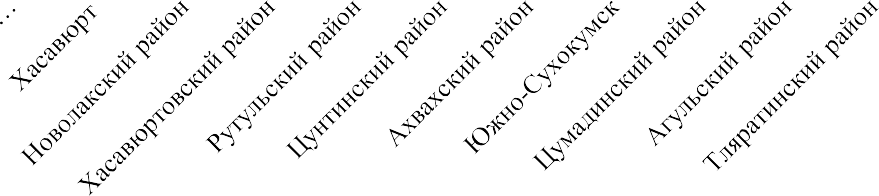 ...
Хасавюрт
Новолакский район
Хасавюртовский район
Рутульский район
Цунтинский район
Ахвахский район
Южно-Сухокумск
Цумадинский район
Агульский район
Тляратинский район